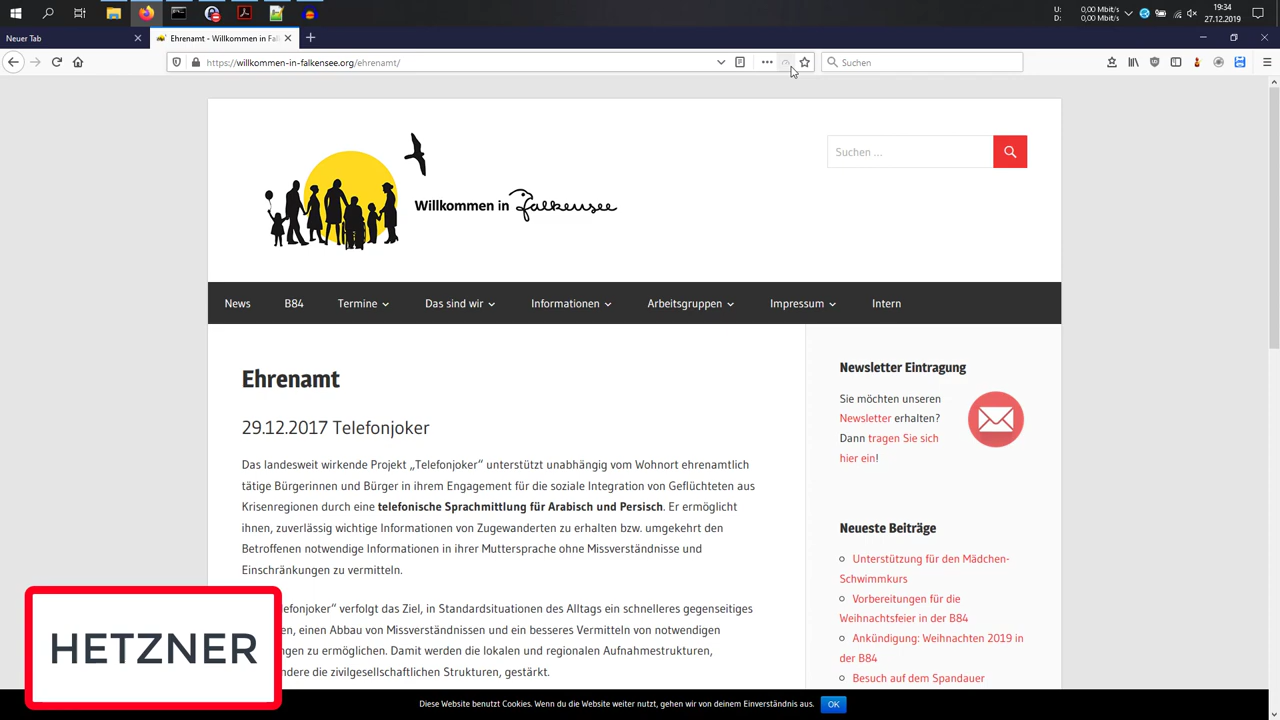 U: 0,00 Mbit/s
D: 0,00 Mbit/s
19:34
27.12.2019
Neuer Tab
Ehrenamt - Willkommen in Fal
https://willkommen-in-falkensee.org/ehrenamt/
Suchen
Suchen ...
Willkommen in falkensee
News B84 Termine Das sind wir Informationen Arbeitsgruppen Impressum Intern
Ehrenamt
29.12.2017 Telefonjoker
Das landesweit wirkende Projekt „Telefonjoker“ unterstützt unabhängig vom Wohnort ehrenamtlich
tätige Bürgerinnen und Bürger in ihrem Engagement für die soziale Integration von Geflüchteten aus
Krisenregionen durch eine telefonische Sprachmittlung für Arabisch und Persisch. Er ermöglicht
ihnen, zuverlässig wichtige Informationen von Zugewanderten zu erhalten bzw. umgekehrt den
Betroffenen notwendige Informationen in ihrer Muttersprache ohne Missverständnisse und
Einschränkungen zu vermitteln.
efonjoker“ verfolgt das Ziel, in Standardsituationen des Alltags ein schnelleres gegenseitiges
en, einen Abbau von Missverständnissen und ein besseres Vermitteln von notwendigen
ngen zu ermöglichen. Damit werden die lokalen und regionalen Aufnahmestrukturen,
ndere die zivilgesellschaftlichen Strukturen, gestärkt.
Newsletter Eintragung
Sie möchten unseren
Newsletter erhalten?
Dann tragen Sie sich
hier ein!
Neueste Beiträge
Unterstützung für den Mädchen-
Schwimmkurs
Vorbereitungen für die
Weihnachtsfeier in der B84
Ankündigung: Weihnachten 2019 in
der B84
Besuch auf dem Spandauer
HETZNER
Diese Website benutzt Cookies. Wenn du die Website weiter nutzt, gehen wir von deinem Einverständnis aus.
OK